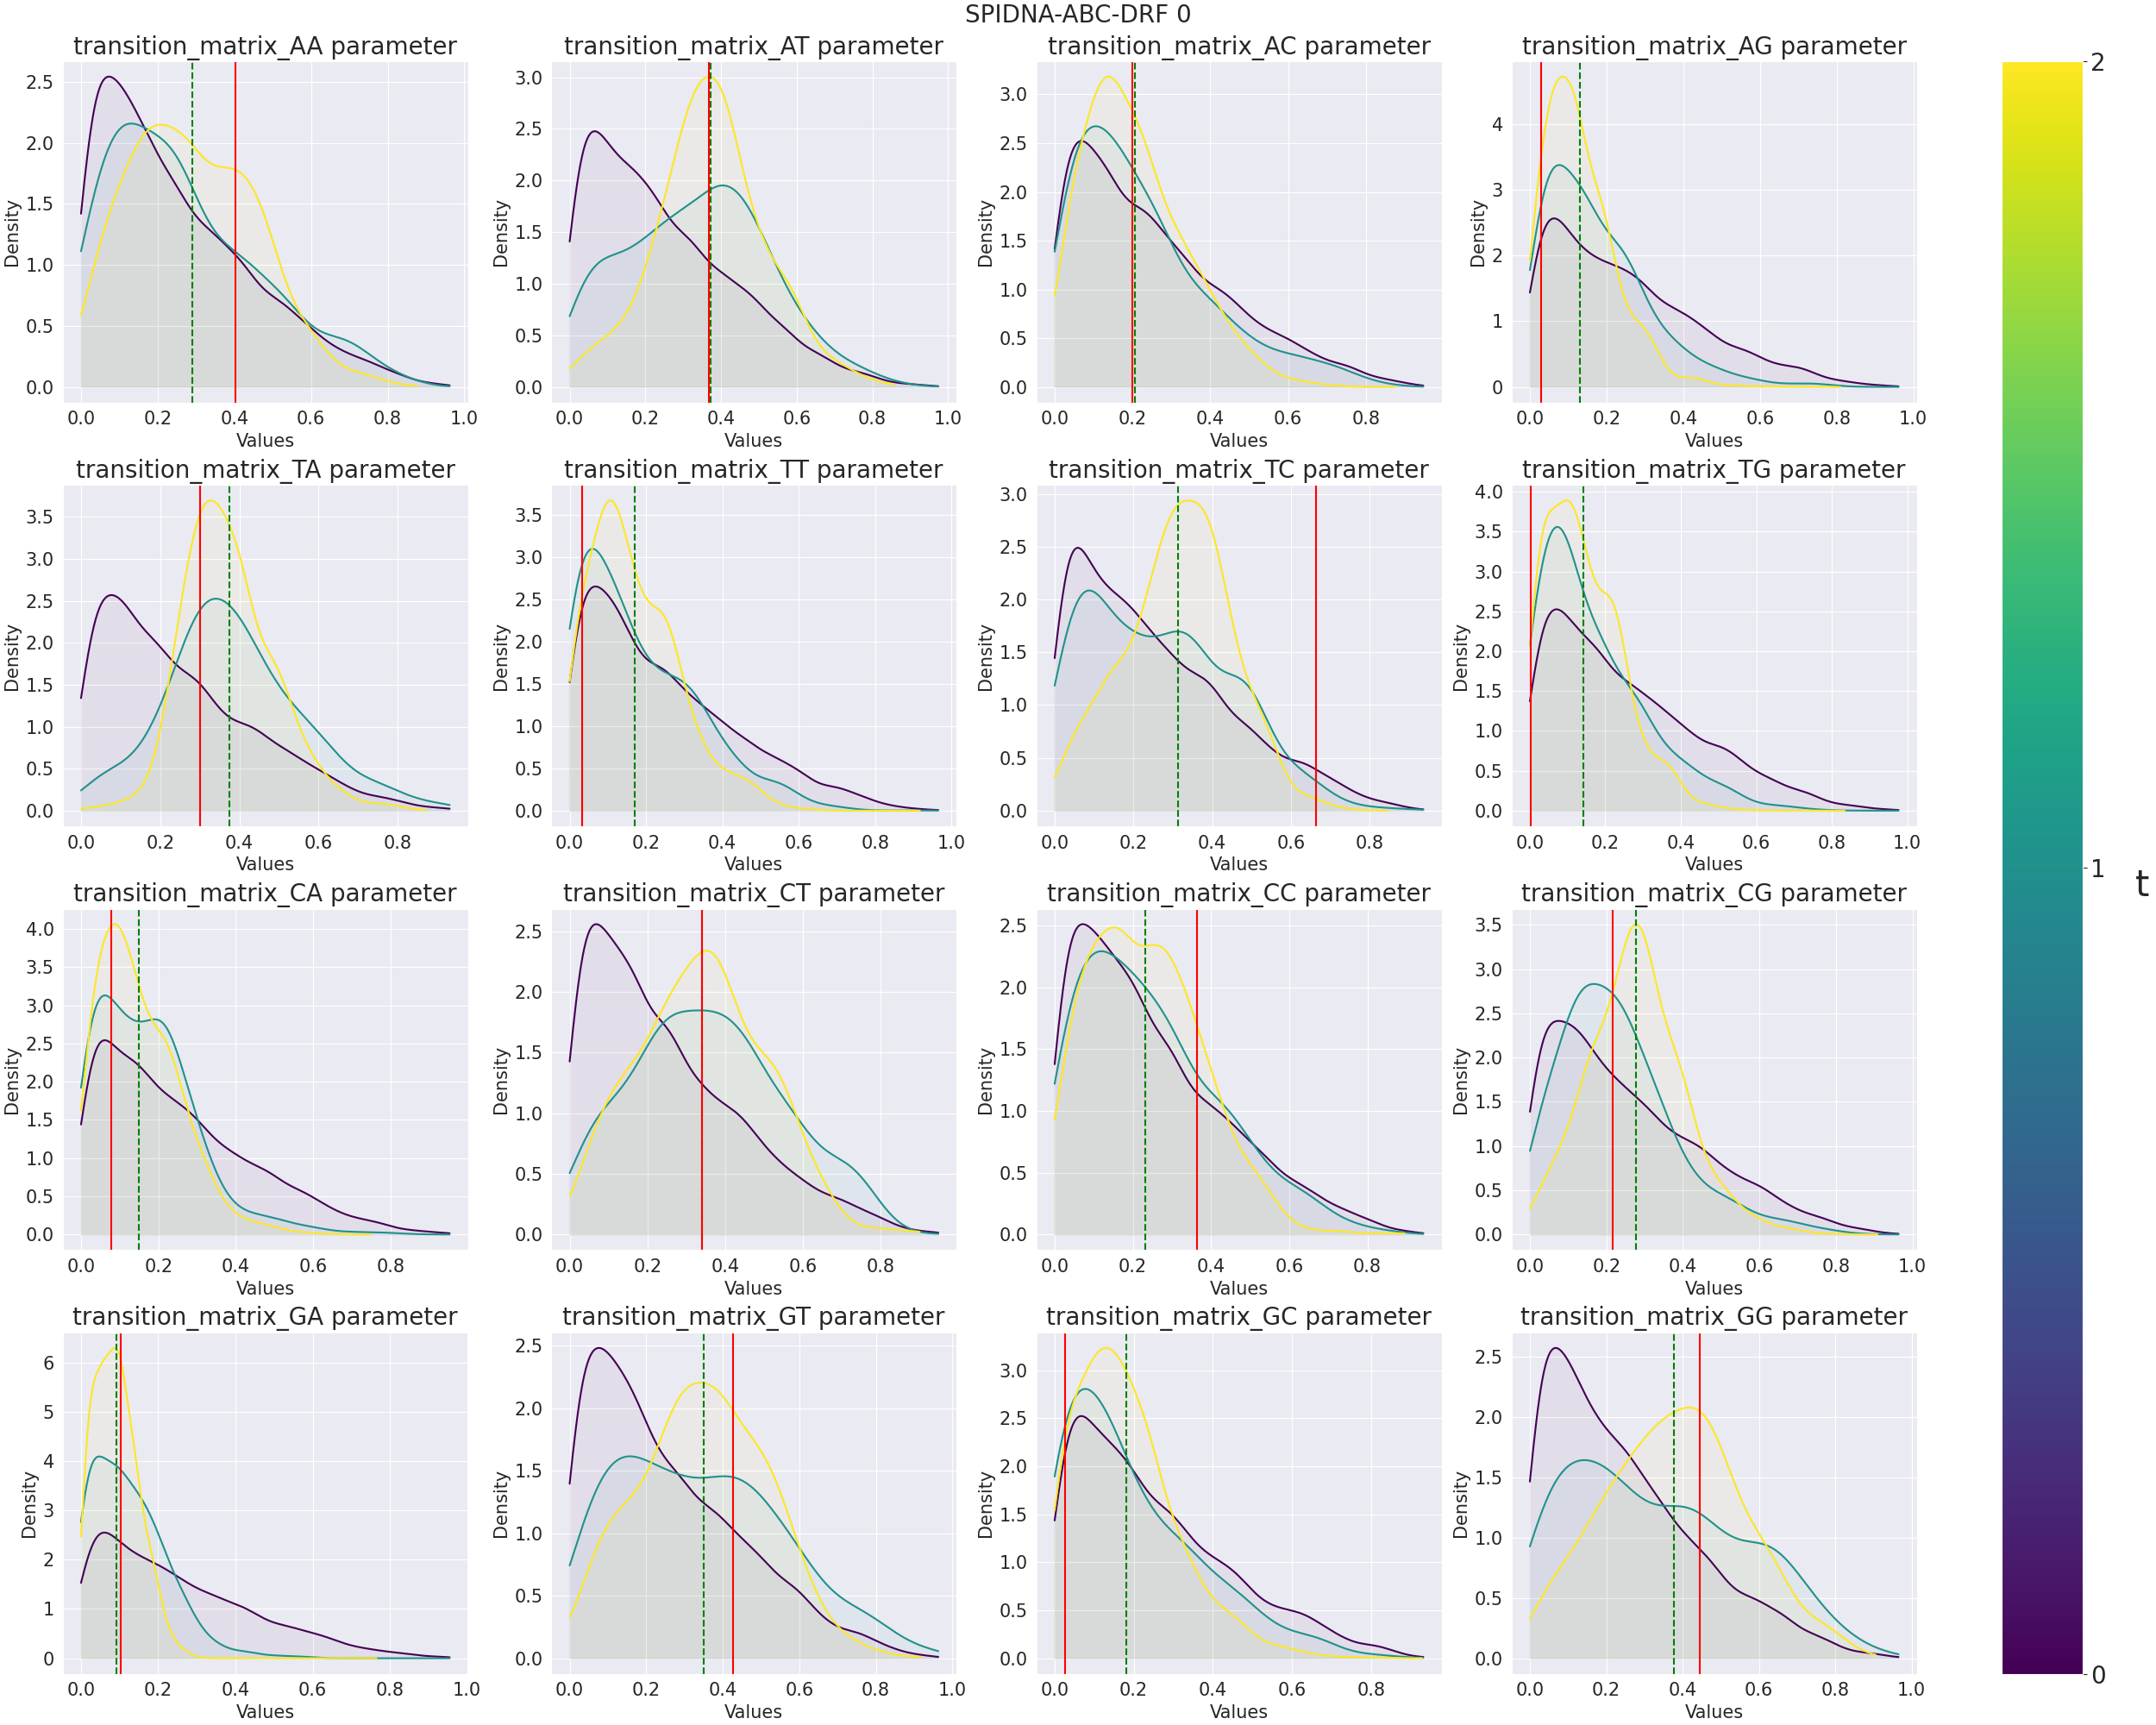 SPIDNA-ABC-DRF 0
transition_matrix_AA parameter
transition_matrix_AT parameter
transition_matrix_AC parameter
transition_matrix_AG parameter
Density
2.5
2.0
1.5
1.0
0.5
0.0
0.0 0.2 0.4 0.6 0.8 1.0
Values
Density
3.0
2.5
2.0
1.5
1.0
0.5
0.0
0.0 0.2 0.4 0.6 0.8 1.0
Values
Density
3.0
2.5
2.0
1.5
1.0
0.5
0.0
0.0 0.2 0.4 0.6 0.8
Values
Density
4
3
2
1
0
0.0 0.2 0.4 0.6 0.8 1.0
Values
transition_matrix_TA parameter
transition_matrix_TT parameter
transition_matrix_TC parameter
transition_matrix_TG parameter
Density
3.5
3.0
2.5
2.0
1.5
1.0
0.5
0.0
0.0 0.2 0.4 0.6 0.8
Values
Density
3.5
3.0
2.5
2.0
1.5
1.0
0.5
0.0
0.0 0.2 0.4 0.6 0.8 1.0
Values
Density
3.0
2.5
2.0
1.5
1.0
0.5
0.0
0.0 0.2 0.4 0.6 0.8
Values
Density
4.0
3.5
3.0
2.5
2.0
1.5
1.0
0.5
0.0
0.0 0.2 0.4 0.6 0.8 1.0
Values
transition_matrix_CA parameter
transition_matrix_CT parameter
transition_matrix_CC parameter
transition_matrix_CG parameter
Density
4.0
3.5
3.0
2.5
2.0
1.5
1.0
0.5
0.0
0.0 0.2 0.4 0.6 0.8
Values
Density
2.5
2.0
1.5
1.0
0.5
0.0
0.0 0.2 0.4 0.6 0.8
Values
Density
2.5
2.0
1.5
1.0
0.5
0.0
0.0 0.2 0.4 0.6 0.8
Values
Density
3.5
3.0
2.5
2.0
1.5
1.0
0.5
0.0
0.0 0.2 0.4 0.6 0.8 1.0
Values
transition_matrix_GA parameter
transition_matrix_GT parameter
transition_matrix_GC parameter
transition_matrix_GG parameter
Density
6
5
4
3
2
1
0
0.0 0.2 0.4 0.6 0.8 1.0
Values
Density
2.5
2.0
1.5
1.0
0.5
0.0
0.0 0.2 0.4 0.6 0.8 1.0
Values
Density
3.0
2.5
2.0
1.5
1.0
0.5
0.0
0.0 0.2 0.4 0.6 0.8
Values
Density
2.5
2.0
1.5
1.0
0.5
0.0
0.0 0.2 0.4 0.6 0.8 1.0
Values
2
1
0
t